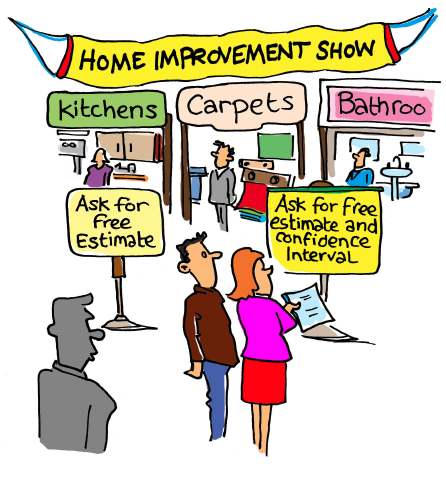 HOME IMPROVEMENT SHOW
Kitchens
Carpets
Bathroo
Ask for
free
Estimate
Ask for free
estimate and
confidence
Interval